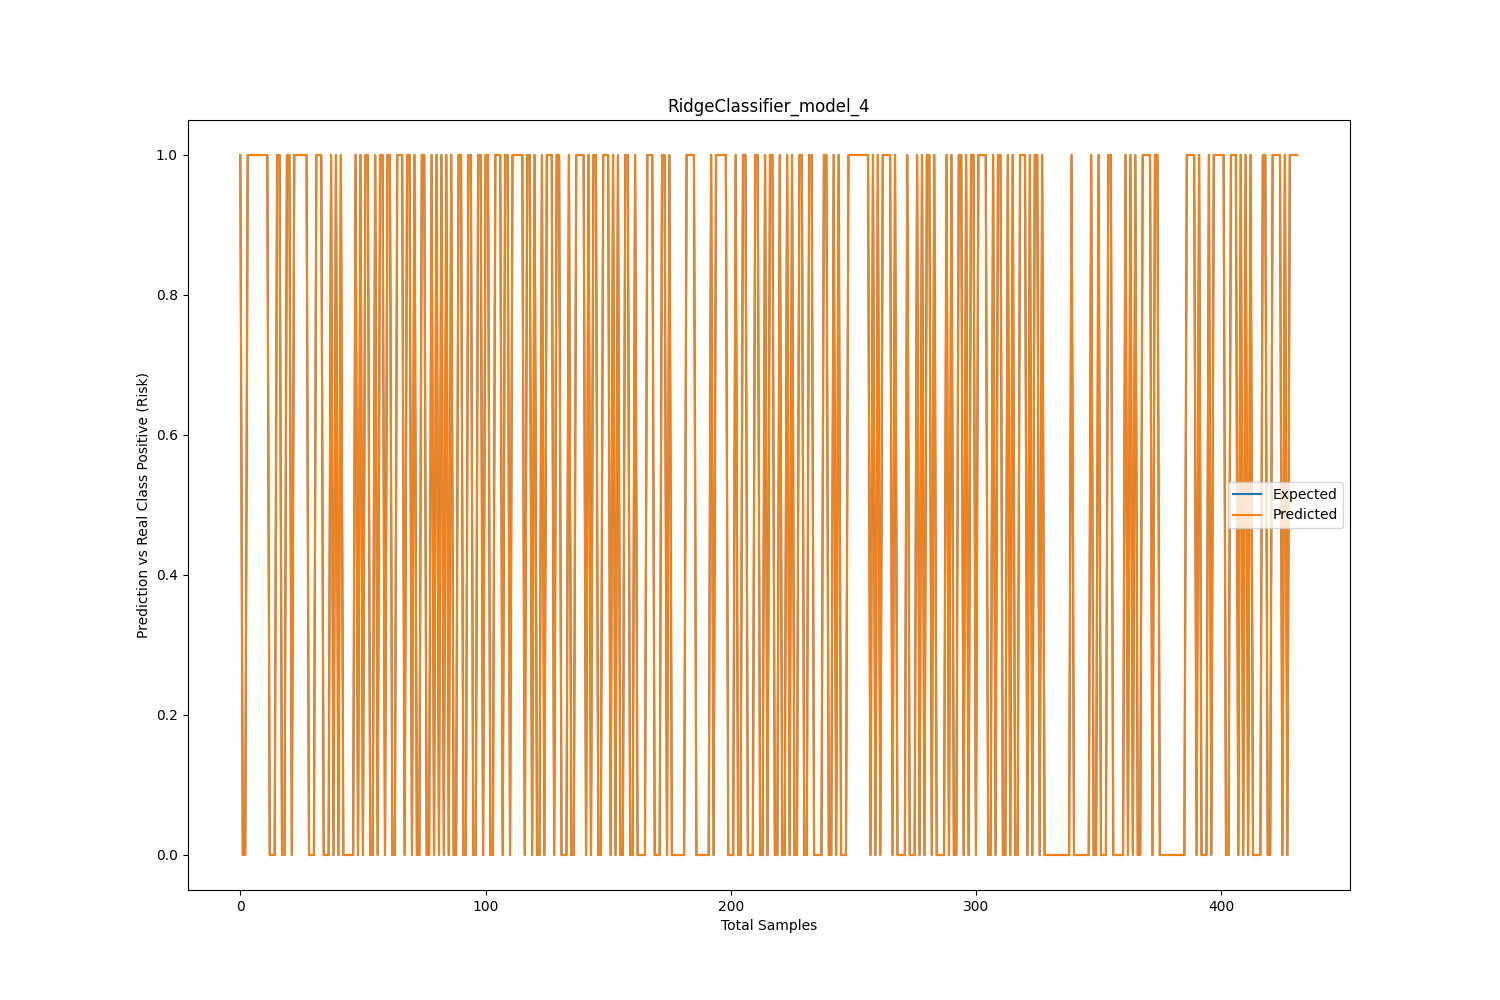 RidgeClassifier_model_4
1.0
0.8
0.6
0.4
0.2
0.0
Prediction vs Real Class Positive (Risk)
Expected
Predicted
0 100 200 300 400
Total Samples